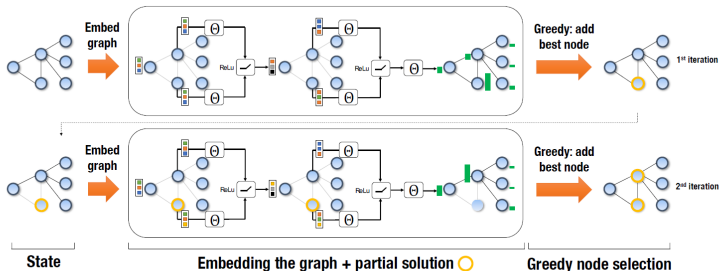 Embed
graph
Θ
Θ
ReLu
Θ
Θ
ReLu
Θ
Greedy: add
best node
1st iteration
Embed
graph
Θ
Θ
ReLu
Θ
Θ
ReLu
Θ
Greedy: add
best node
2nd iteration
State
Embedding the graph + partial solution
Greedy node selection